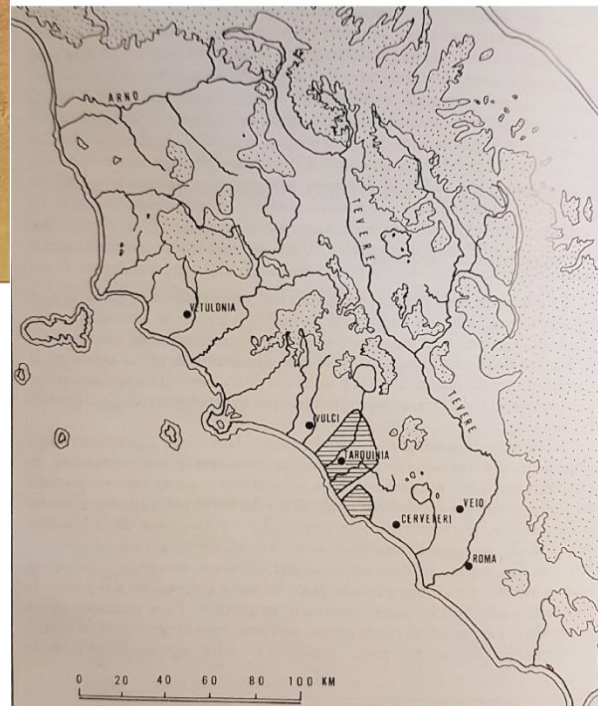 ARNO
TEVERE
VETULONIA
VULCI
TARQUINIA
TEVERE
VEIO
CERVETERI
ROMA
0 20 40 60 80 100 KM